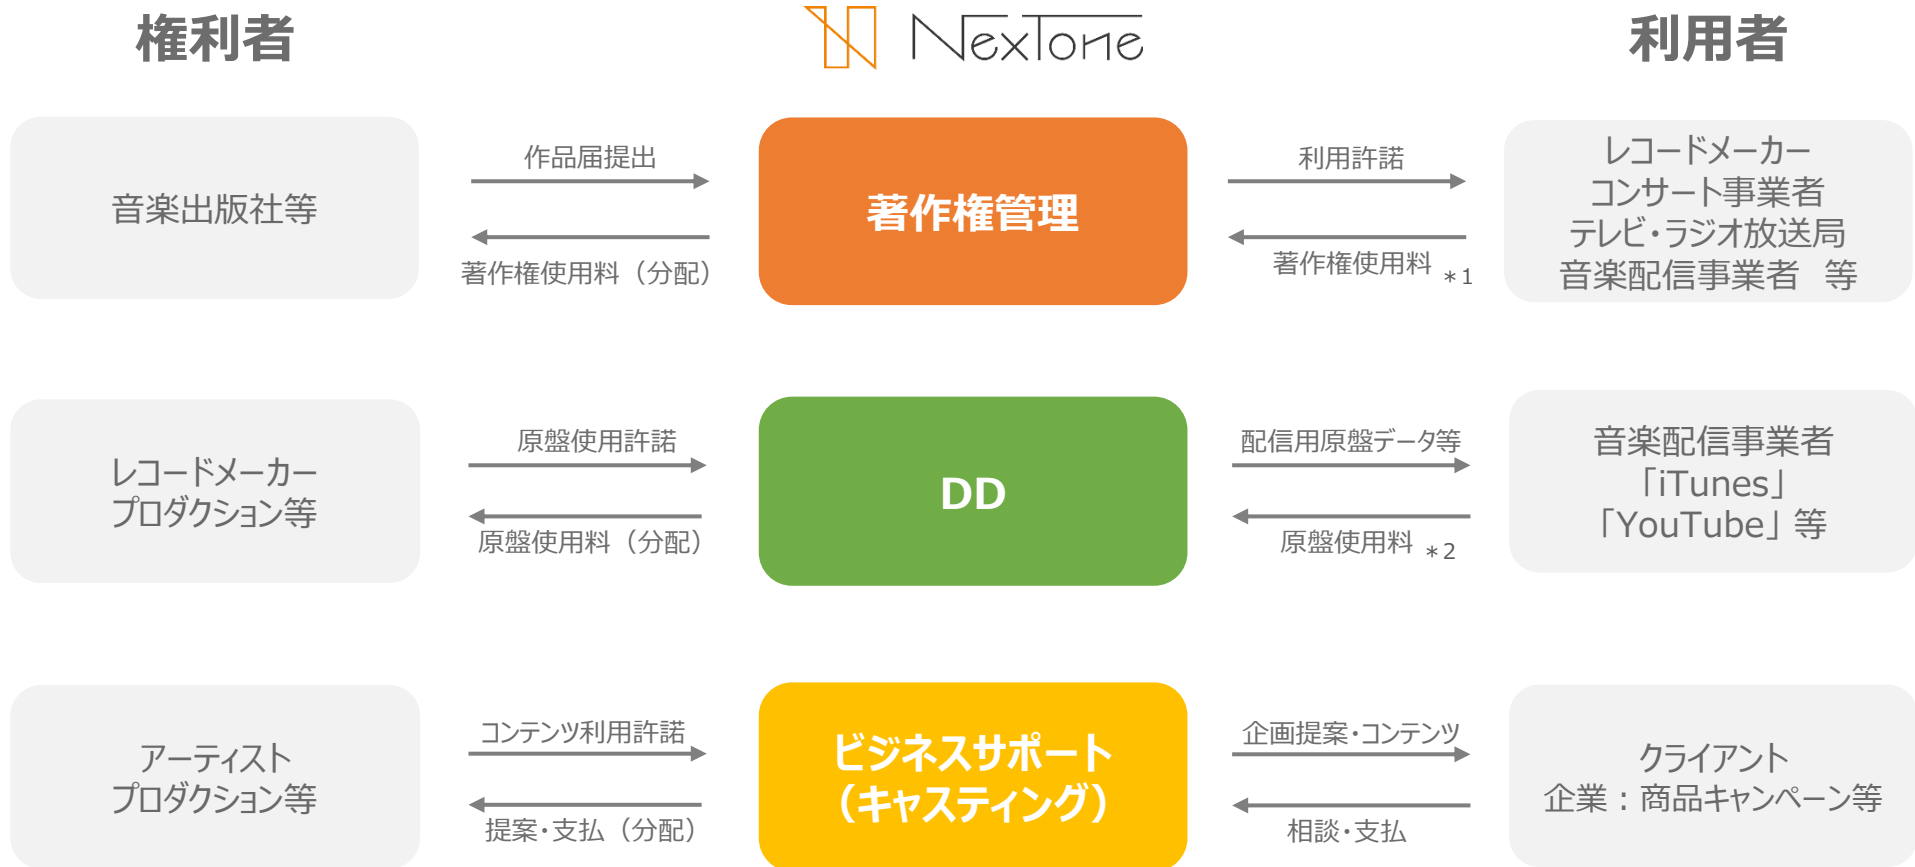 権利者
NexTone
利用者
音楽出版社等
作品届提出
著作権使用料（分配）
著作権管理
利用許諾
著作権使用料 *1
レコードメーカー
コンサート事業者
テレビ・ラジオ放送局
音楽配信事業者　等
レコードメーカー
プロダクション等
原盤使用許諾
原盤使用料（分配）
DD
配信用原盤データ等
原盤使用料 *2
音楽配信事業者
「iTunes」
「YouTube」等
アーティスト
プロダクション等
コンテンツ利用許諾
提案・支払（分配）
ビジネスサポート
（キャスティング）
企画提案・コンテンツ
相談・支払
クライアント
企業：商品キャンペーン等